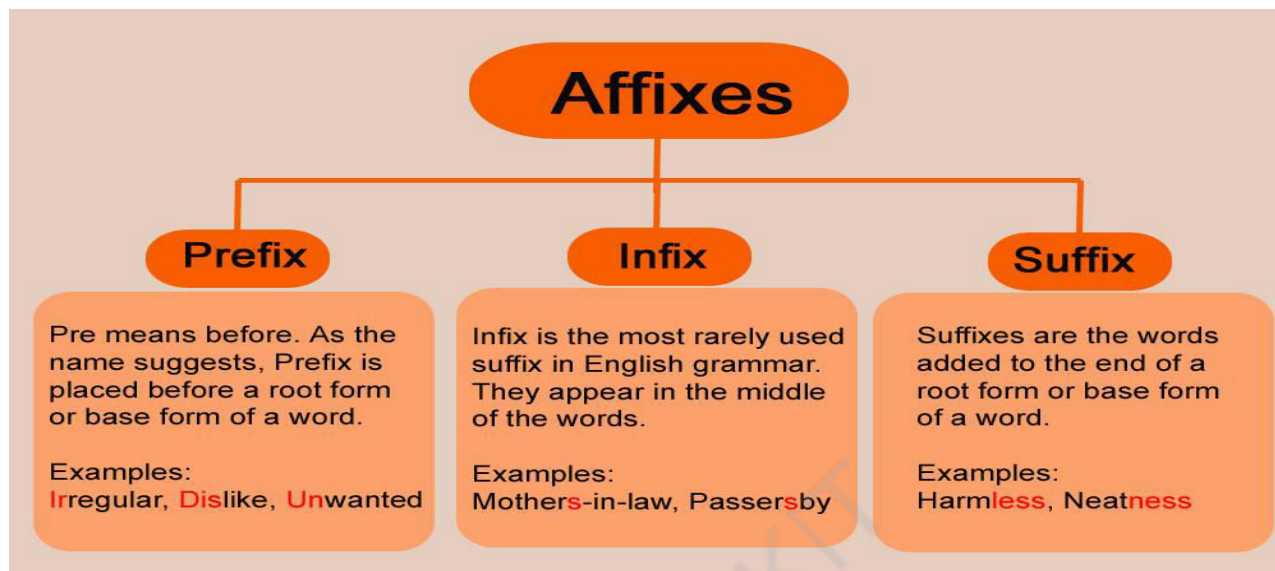 Affixes
Prefix
Pre means before. As the
name suggests, Prefix is
placed before a root form
or base form of a word.
Examples:
Irregular, Dislike, Unwanted
Infix
Infix is the most rarely used
suffix in English grammar.
They appear in the middle
of the words.
Examples:
Mothers-in-law, Passersby
Suffix
Suffixes are the words
added to the end of a
root form or base form
of a word.
Examples:
Harmless, Neatness